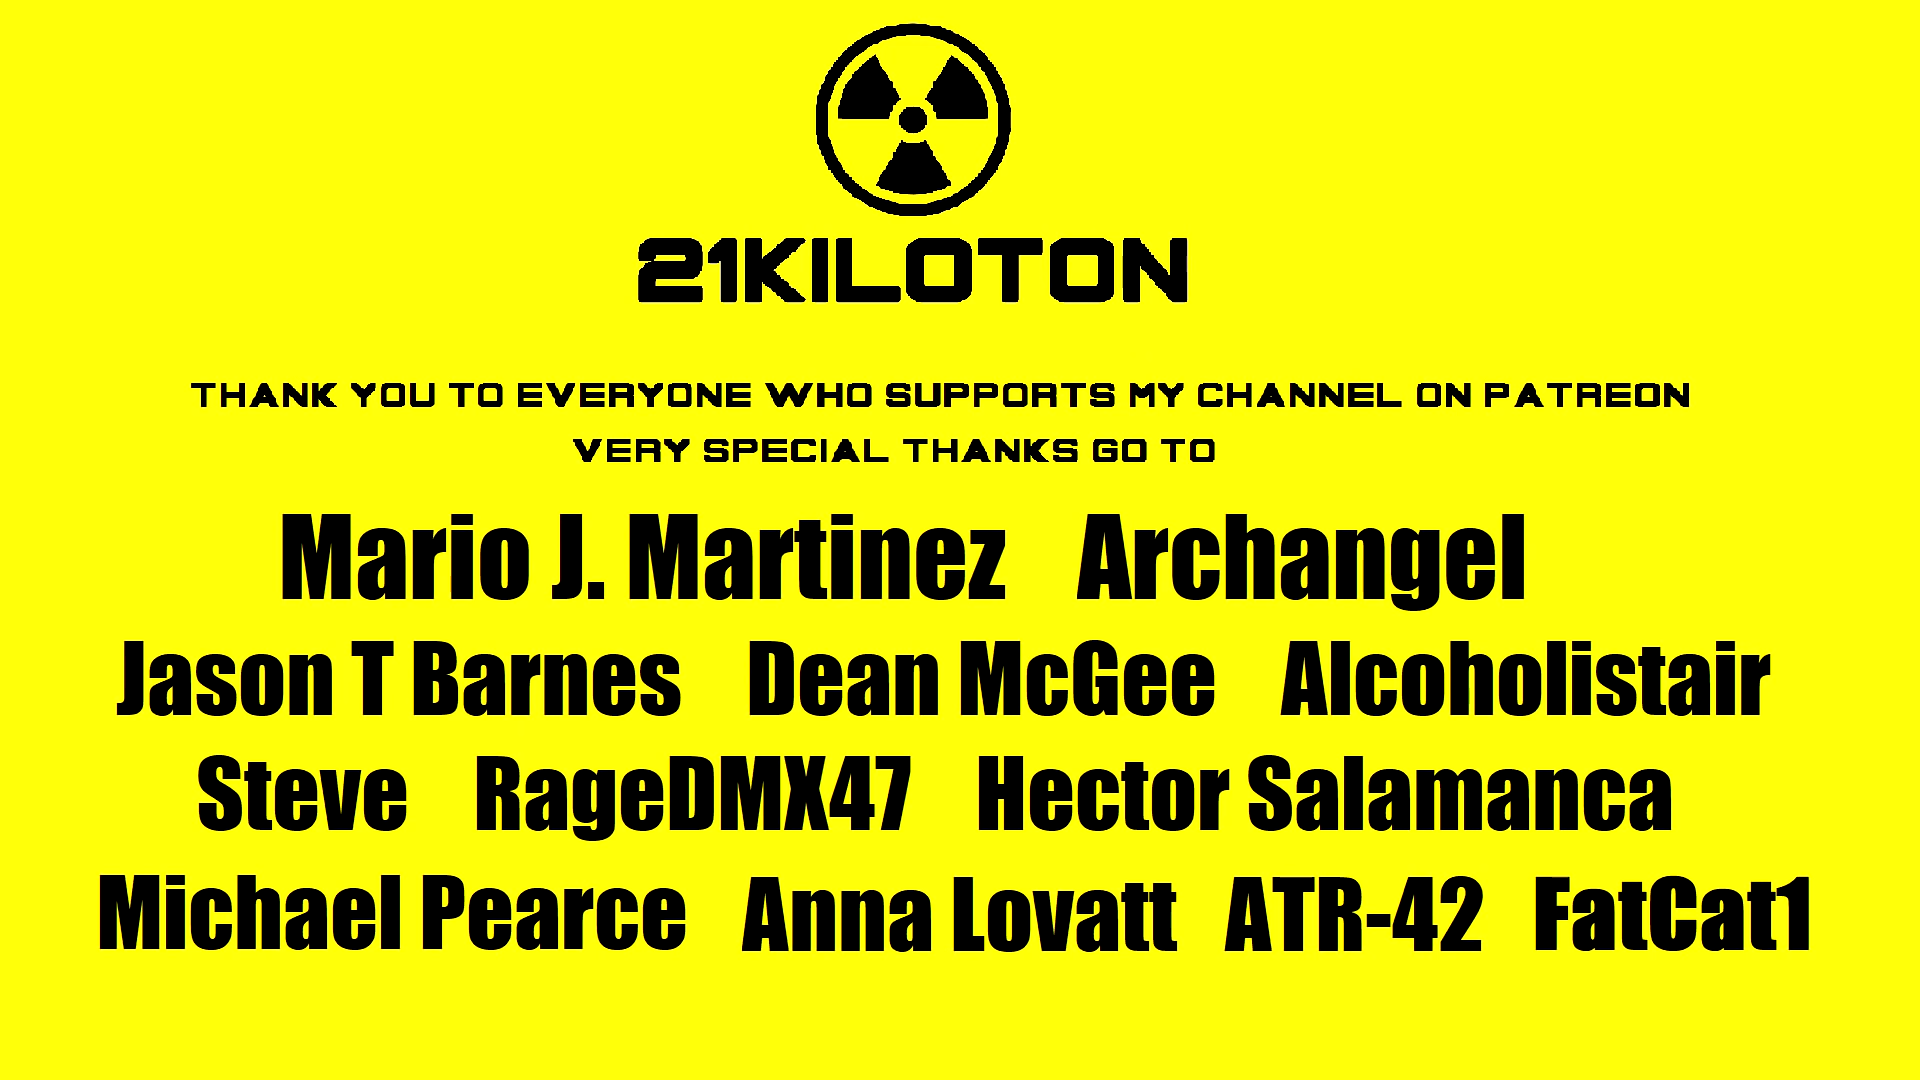 21KILOTON
THANK YOU TO EVERYONE WHO SUPPORTS MY CHANNEL ON PATREON
VERY SPECIAL THANKS GO TO
Mario J. Martinez Archangel
Jason T Barnes Dean McGee Alcoholistair
Steve RageDMX47 Hector Salamanca
Michael Pearce Anna Lovatt ATR-42 FatCat1